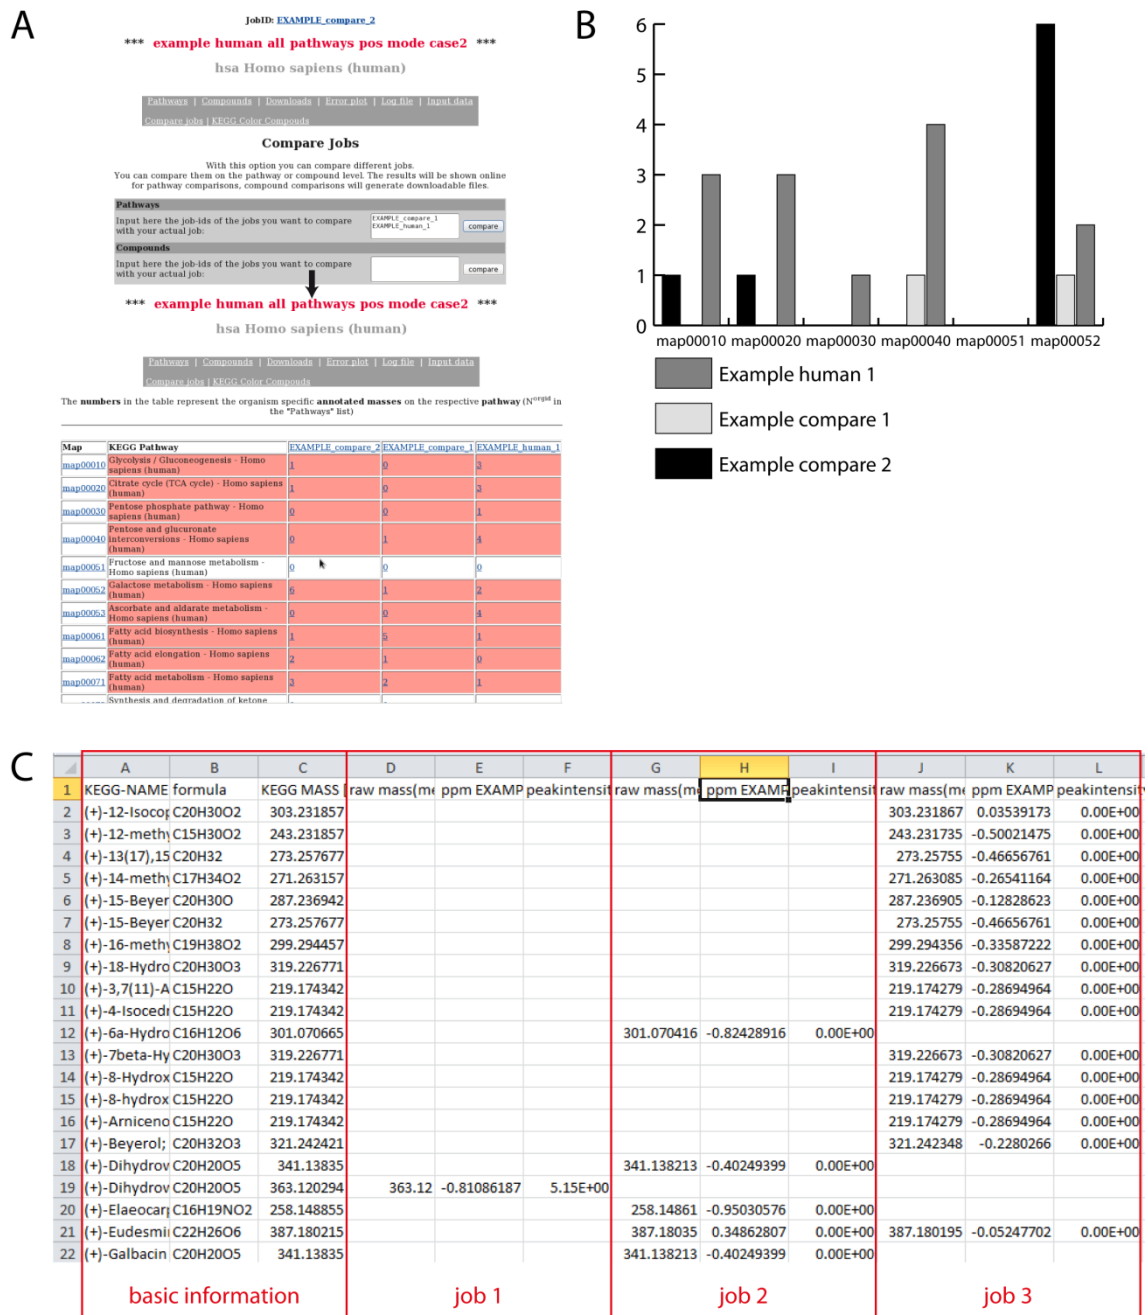 A
JobID: EXAMPLE_compare_2
*** example human all pathways pos mode case2 ***
hsa Homo sapiens (human)
Pathways | Compounds | Downloads | Error plot | Log file | Input data
Compare jobs | KEGG Color Compouds
Compare Jobs
With this option you can compare different jobs.
You can compare them on the pathway or compound level. The results will be shown online
for pathway comparisons, compound comparisons will generate downloadable files.
Pathways
Input here the job-ids of the jobs you want to compare
with your actual job:
EXAMPLE_compare_1
EXAMPLE_human_1
compare
Compounds
Input here the job-ids of the jobs you want to compare
with your actual job:
compare
*** example human all pathways pos mode case2 ***
hsa Homo sapiens (human)
Pathways | Compounds | Downloads | Error plot | Log file | Input data
Compare jobs | KEGG Color Compouds
The numbers in the table represent the organism specific annotated masses on the respective pathway (Norgid in
the "Pathways" list)
Map KEGG Pathway EXAMPLE_compare_2 EXAMPLE_compare_1 EXAMPLE_human_1
map00010 Glycolysis / Gluconeogenesis - Homo sapiens (human) 1 0 3
map00020 Citrate cycle (TCA cycle) - Homo sapiens (human) 1 0 3
map00030 Pentose phosphate pathway - Homo sapiens (human) 0 0 1
map00040 Pentose and glucuronate interconversions - Homo sapiens (human) 0 1 4
map00051 Fructose and mannose metabolism - Homo sapiens (human) 0 0 0
map00052 Galactose metabolism - Homo sapiens (human) 6 1 2
map00053 Ascorbate and aldarate metabolism - Homo sapiens (human) 0 0 4
map00061 Fatty acid biosynthesis - Homo sapiens (human) 1 5 1
map00062 Fatty acid elongation - Homo sapiens (human) 2 1 0
map00071 Fatty acid metabolism - Homo sapiens (human) 3 2 1
Synthesis and degradation of ketone
B
6
5
4
3
2
1
0
map00010 map00020 map00030 map00040 map00051 map00052
Example human 1
Example compare 1
Example compare 2
C
A B C D E F G H I J K L
1 KEGG-NAME formula KEGG MASS [ raw mass(me ppm EXAMP peakintensit raw mass(me ppm EXAMP peakintensit raw mass(me ppm EXAMP peakintensity
2 (+)-12-Isocop C20H30O2 303.231857 303.231867 0.03539173 0.00E+00
3 (+)-12-methy C15H30O2 243.231857 243.231735 -0.50021475 0.00E+00
4 (+)-13(17),15 C20H32 273.257677 273.25755 -0.46656761 0.00E+00
5 (+)-14-methy C17H34O2 271.263157 271.263085 -0.26541164 0.00E+00
6 (+)-15-Beyer C20H30O 287.236942 287.236905 -0.12828623 0.00E+00
7 (+)-15-Beyer C20H32 273.257677 273.25755 -0.46656761 0.00E+00
8 (+)-16-methy C19H38O2 299.294457 299.294356 -0.33587222 0.00E+00
9 (+)-18-Hydro C20H30O3 319.226771 319.226673 -0.30820627 0.00E+00
10 (+)-3,7(11)-A C15H22O 219.174342 219.174279 -0.28694964 0.00E+00
11 (+)-4-Isocedr C15H22O 219.174342 219.174279 -0.28694964 0.00E+00
12 (+)-6a-Hydro C16H12O6 301.070665 301.070416 -0.82428916 0.00E+00
13 (+)-7beta-Hy C20H30O3 319.226771 319.226673 -0.30820627 0.00E+00
14 (+)-8-Hydrox C15H22O 219.174342 219.174279 -0.28694964 0.00E+00
15 (+)-8-hydrox C15H22O 219.174342 219.174279 -0.28694964 0.00E+00
16 (+)-Arniceno C15H22O 219.174342 219.174279 -0.28694964 0.00E+00
17 (+)-Beyerol; C20H32O3 321.242421 321.242348 -0.2280266 0.00E+00
18 (+)-Dihydrow C20H20O5 341.13835 341.138213 -0.40249399 0.00E+00
19 (+)-Dihydrow C20H20O5 363.120294 363.12 -0.81086187 5.15E+00
20 (+)-Elaeocarp C16H19NO2 258.148855 258.14861 -0.95030576 0.00E+00
21 (+)-Eudesmi C22H26O6 387.180215 387.18035 0.34862807 0.00E+00 387.180195 -0.05247702 0.00E+00
22 (+)-Galbacin C20H20O5 341.13835 341.138213 -0.40249399 0.00E+00
basic information job 1 job 2 job 3